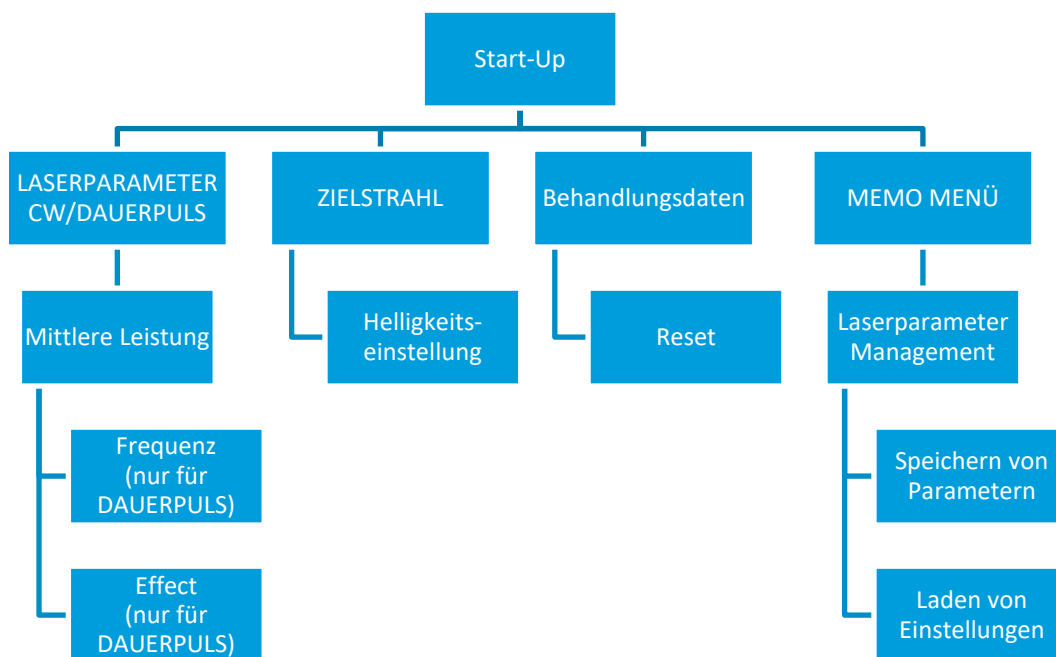 Start-Up
LASERPARAMETER
CW/DAUERPULS
ZIELSTRAHL
Behandlungsdaten
MEMO MENÜ
Mittlere Leistung
Helligkeits-
einstellung
Reset
Laserparameter
Management
Frequenz
(nur für
DAUERPULS)
Speichern von
Parametern
Effect
(nur für
DAUERPULS)
Laden von
Einstellungen